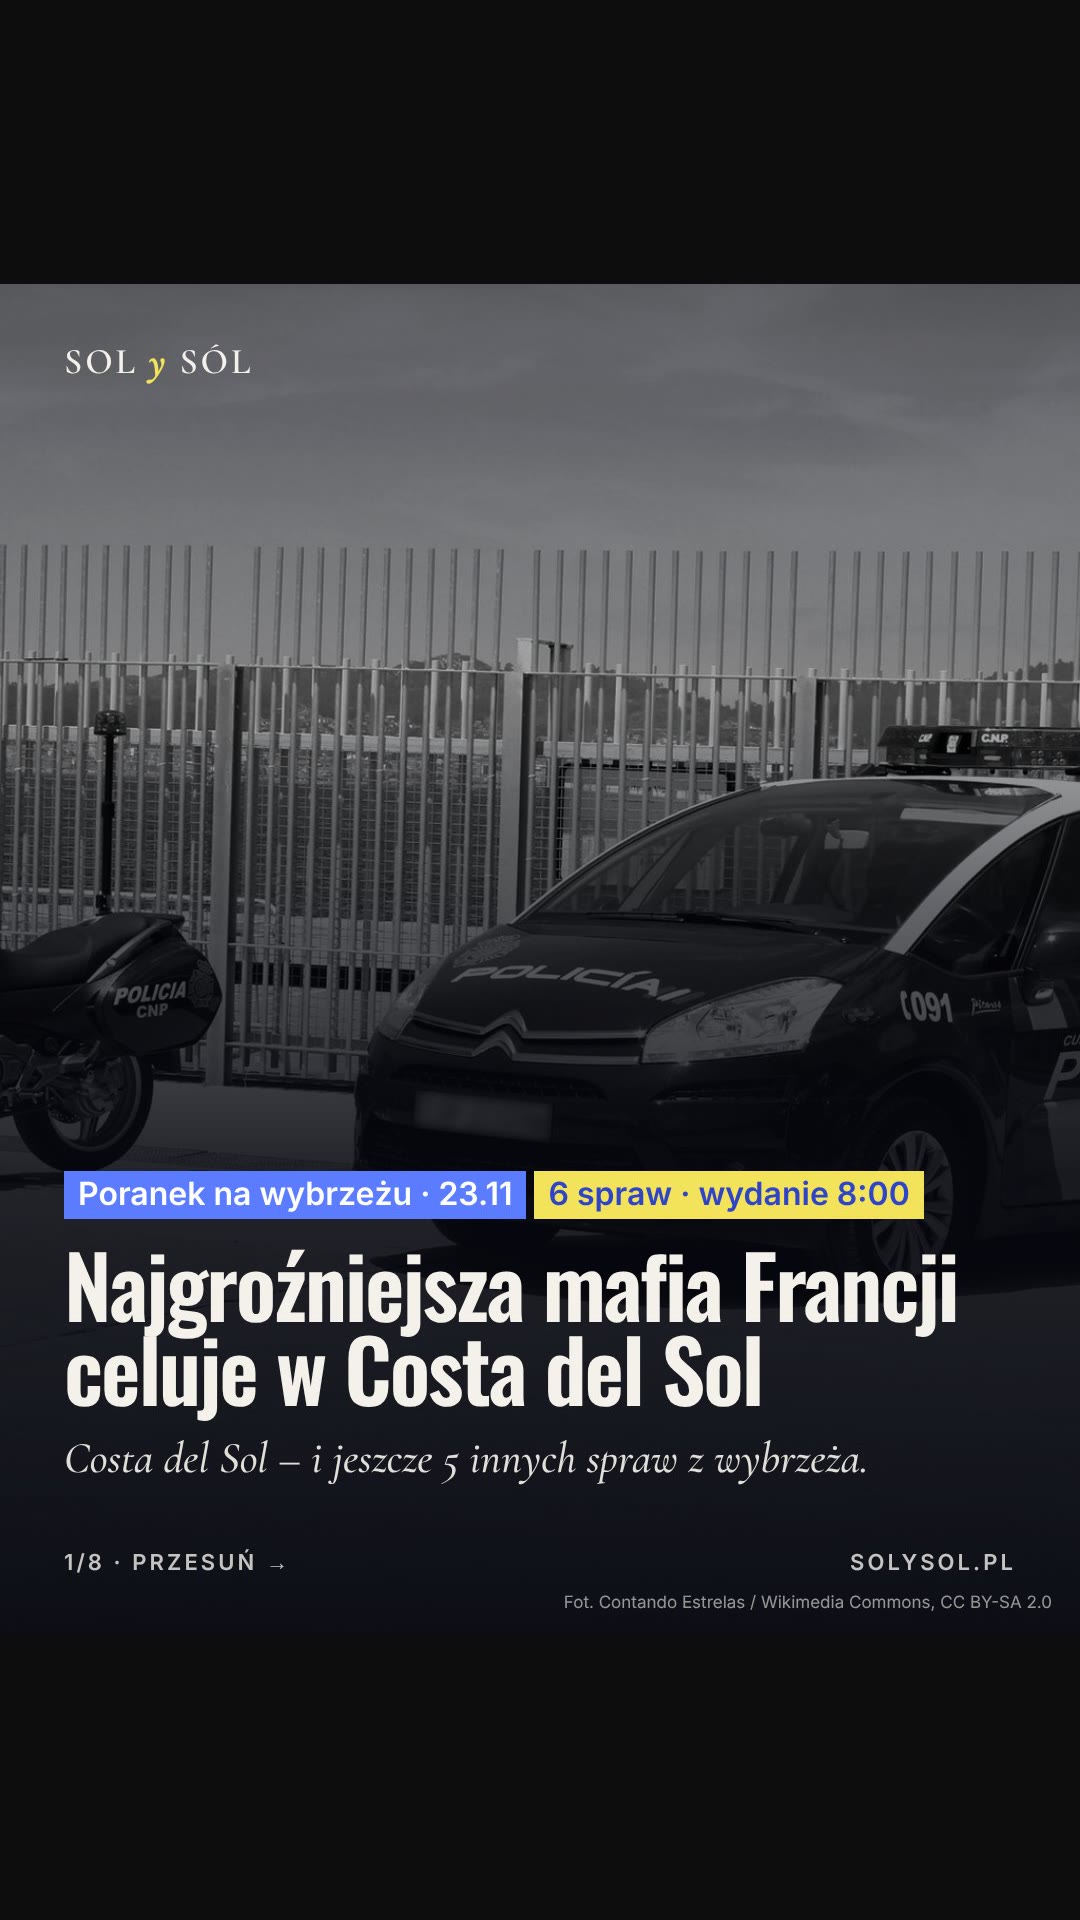 SOL y SÓL
C.N.P.
POLICIA
CNP
POLICÍA
091
Poranek na wybrzeżu · 23.11
6 spraw · wydanie 8:00
Najgroźniejsza mafia Francji
celuje w Costa del Sol
Costa del Sol – i jeszcze 5 innych spraw z wybrzeża.
1/8 · PRZESUŃ →
SOLYSOL.PL
Fot. Contando Estrelas / Wikimedia Commons, CC BY-SA 2.0